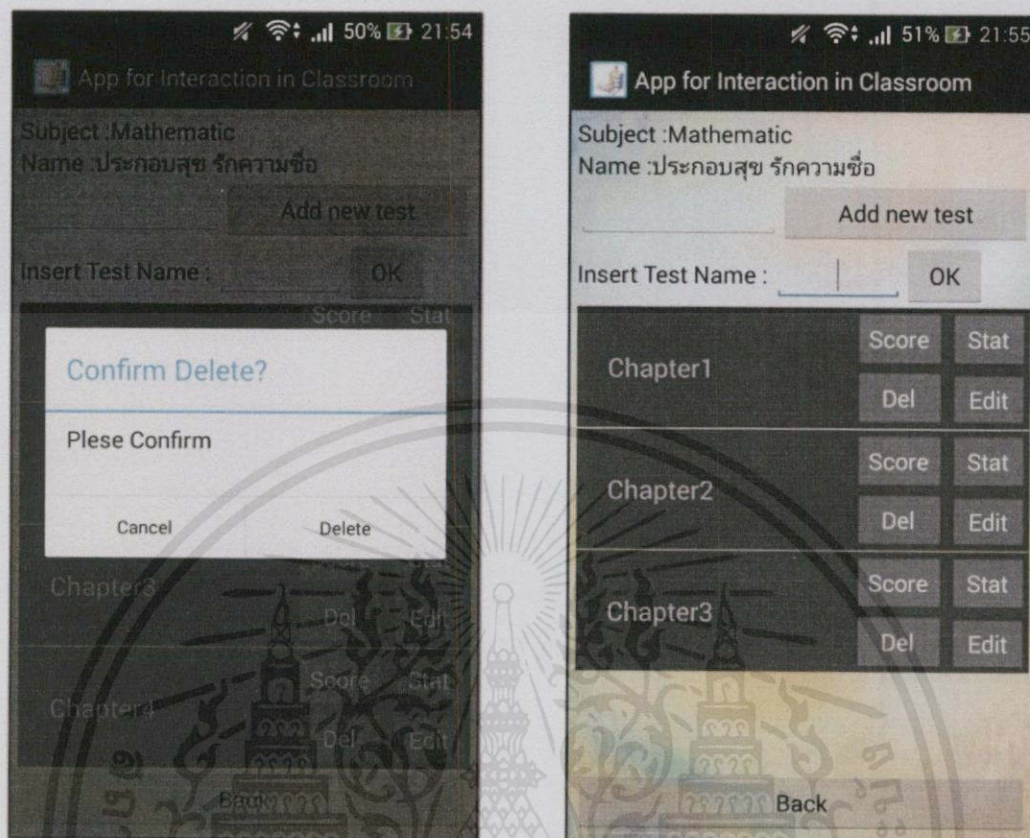 50% 21:54
App for Interaction in Classroom
Subject :Mathematic
Name :ประกอบสุข รักความซื่อ
Add new test
Insert Test Name : OK
Score Stat
Confirm Delete?
Plese Confirm
Cancel Delete
Chapter3
Del Edit
Score Stat
Chapter4
Del Edit
Back
51% 21:55
App for Interaction in Classroom
Subject :Mathematic
Name :ประกอบสุข รักความซื่อ
Add new test
Insert Test Name : OK
Score Stat
Chapter1
Del Edit
Score Stat
Chapter2
Del Edit
Score Stat
Chapter3
Del Edit
Back